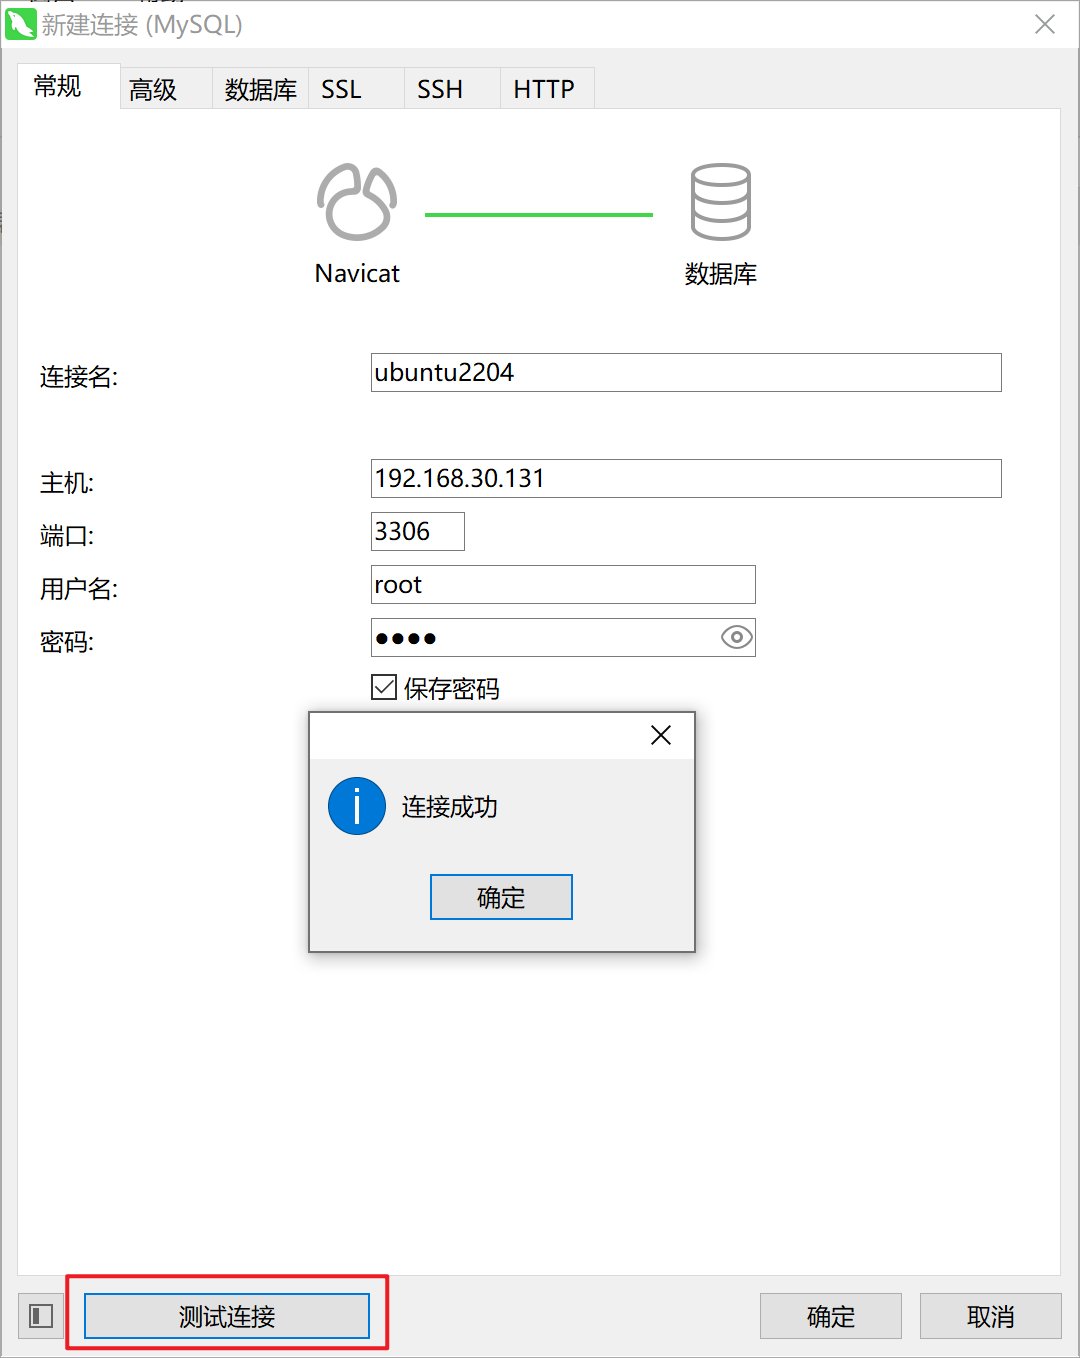 新建连接 (MySQL)
常规 高级 数据库 SSL SSH HTTP
Navicat 数据库
连接名: ubuntu2204
主机: 192.168.30.131
端口: 3306
用户名: root
密码: ●●●●
保存密码
连接成功
确定
测试连接 确定 取消